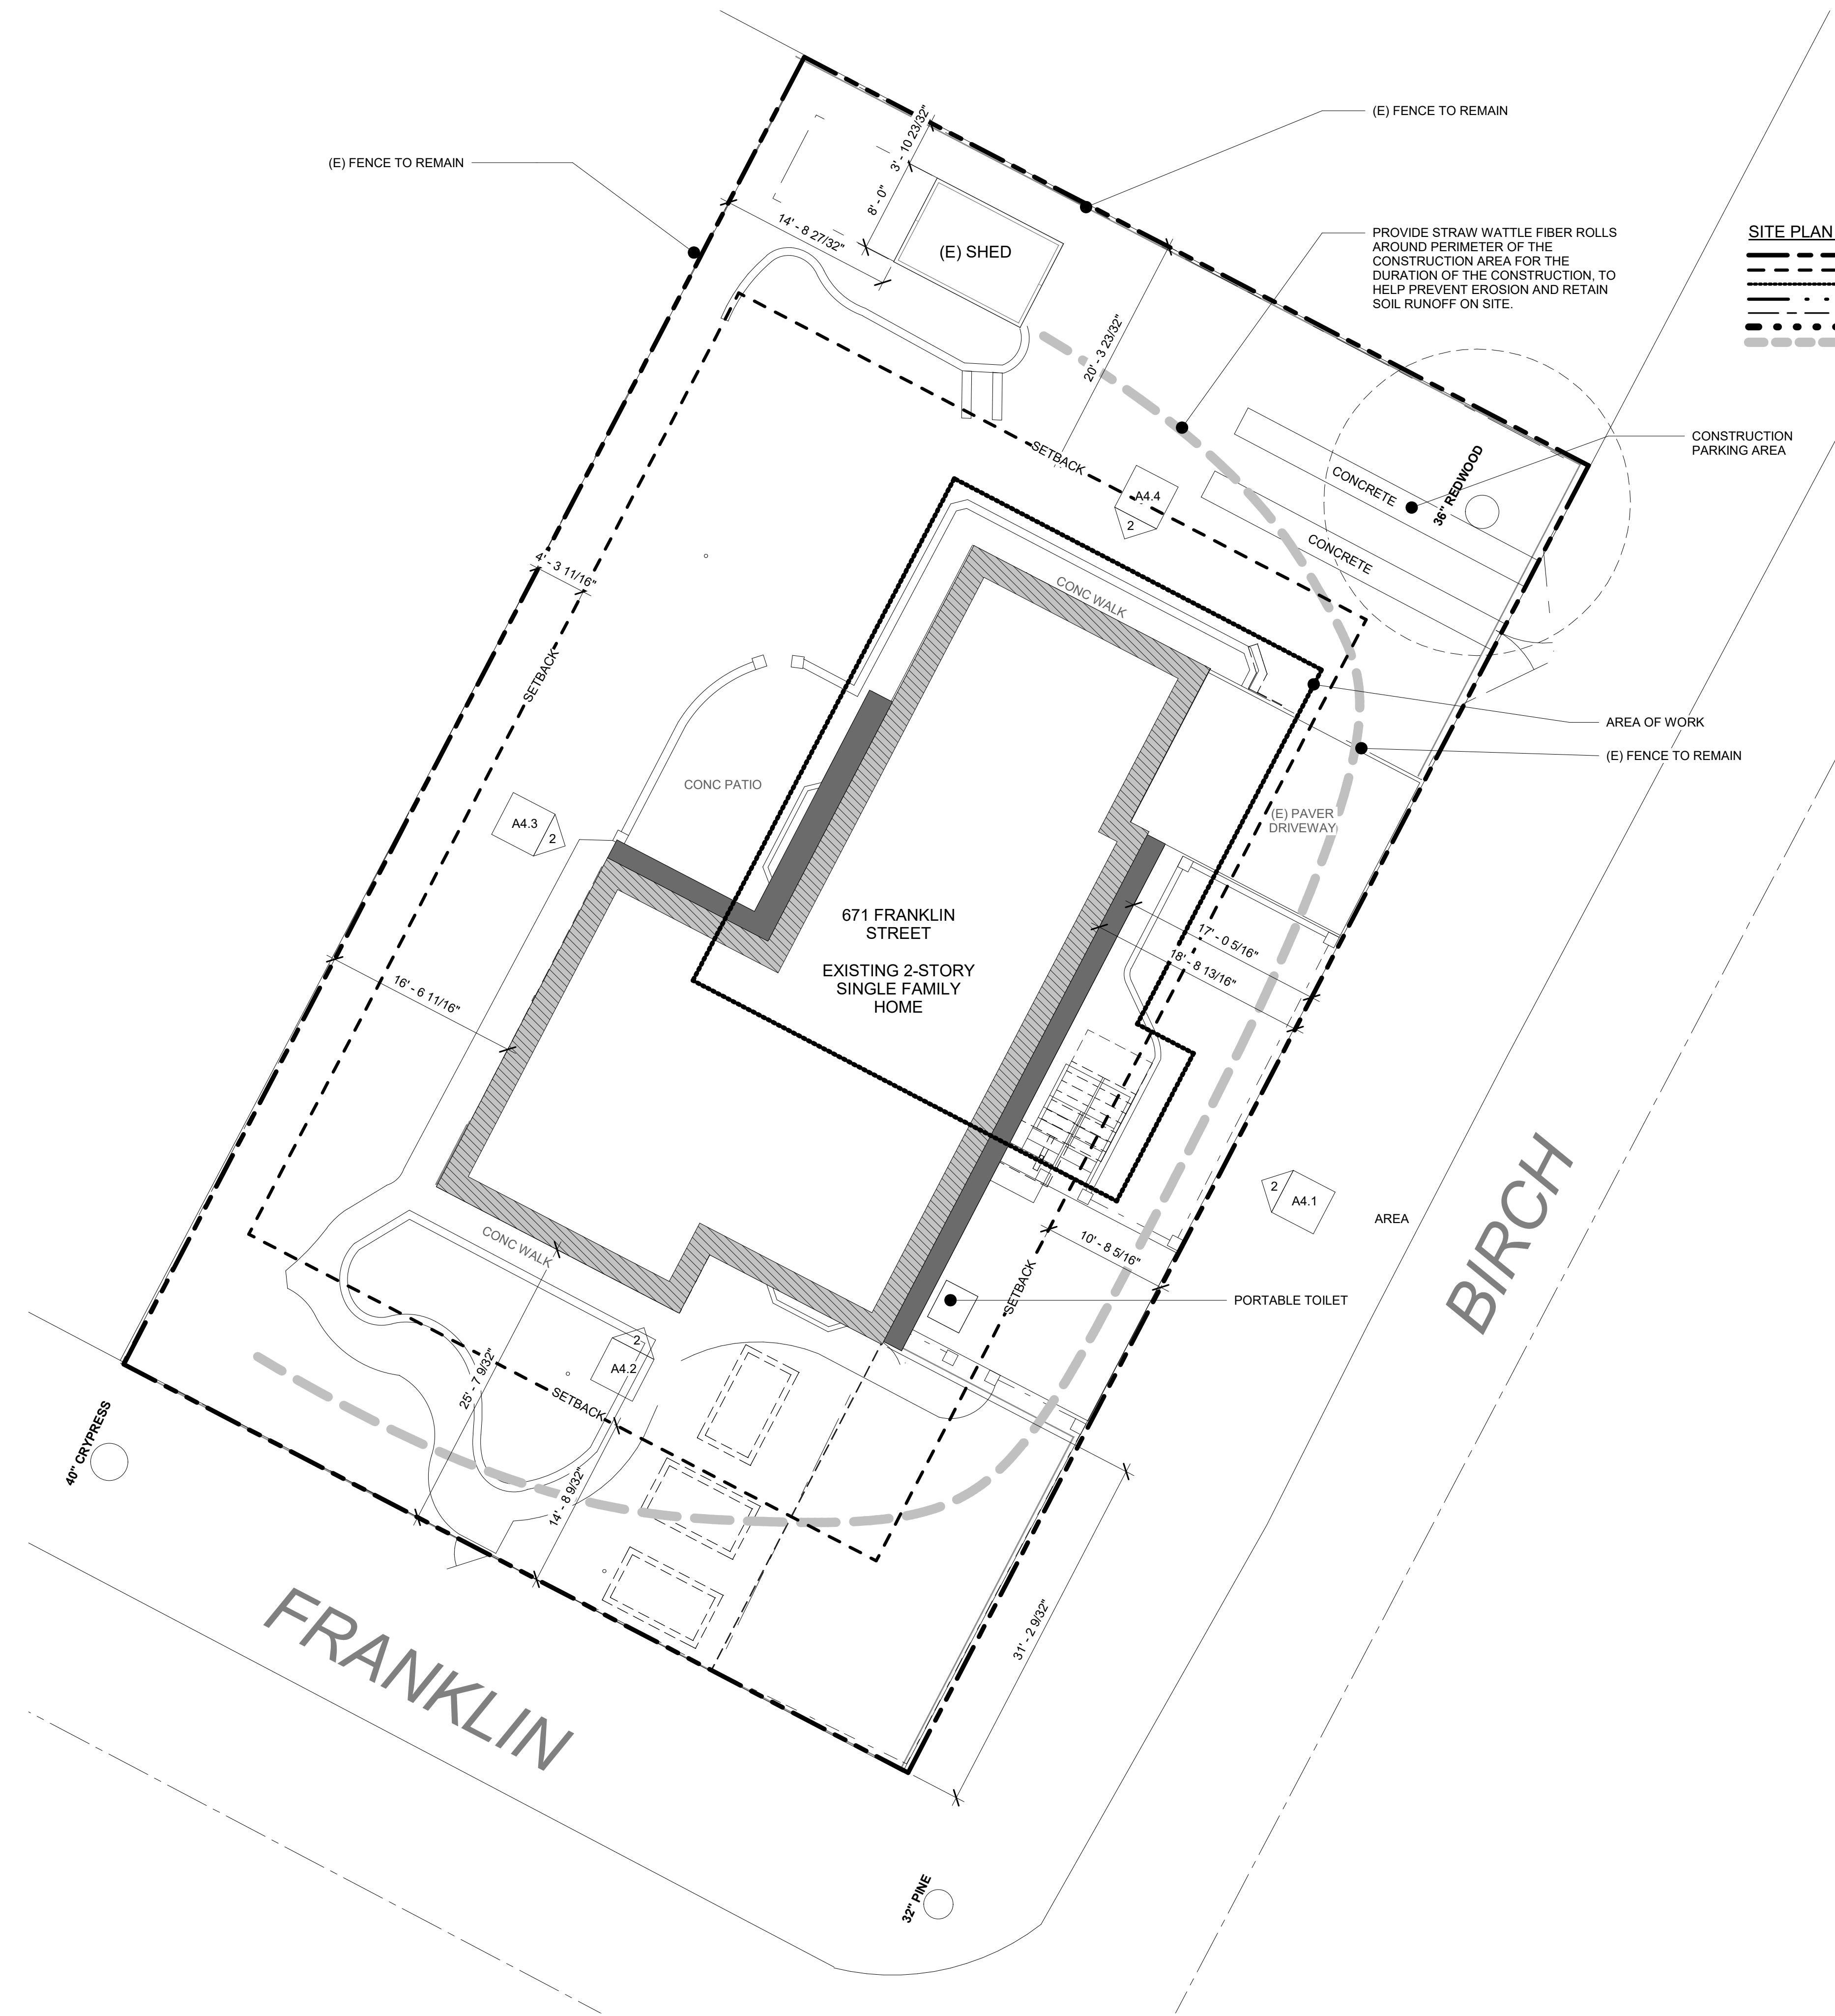 (E) FENCE TO REMAIN
(E) FENCE TO REMAIN
3' - 10 23/32"
8' - 0"
14' - 8 27/32"
(E) SHED
PROVIDE STRAW WATTLE FIBER ROLLS
AROUND PERIMETER OF THE
CONSTRUCTION AREA FOR THE
DURATION OF THE CONSTRUCTION, TO
HELP PREVENT EROSION AND RETAIN
SOIL RUNOFF ON SITE.
SITE PLAN
20' - 3 23/32"
CONSTRUCTION
PARKING AREA
SETBACK
CONCRETE
36" REDWOOD
A4.4
2
CONCRETE
4' - 3 11/16"
CONC WALK
SETBACK
AREA OF WORK
(E) FENCE TO REMAIN
CONC PATIO
(E) PAVER
DRIVEWAY
A4.3
2
671 FRANKLIN
STREET
EXISTING 2-STORY
SINGLE FAMILY
HOME
17' - 0 5/16"
18' - 8 13/16"
16' - 6 11/16"
2
A4.1
AREA
BIRCH
CONC WALK
10' - 8 5/16"
SETBACK
PORTABLE TOILET
2
A4.2
25' - 7 9/32"
SETBACK
40" CRYPRESS
14' - 8 9/32"
31' - 2 9/32"
FRANKLIN
32" PINE